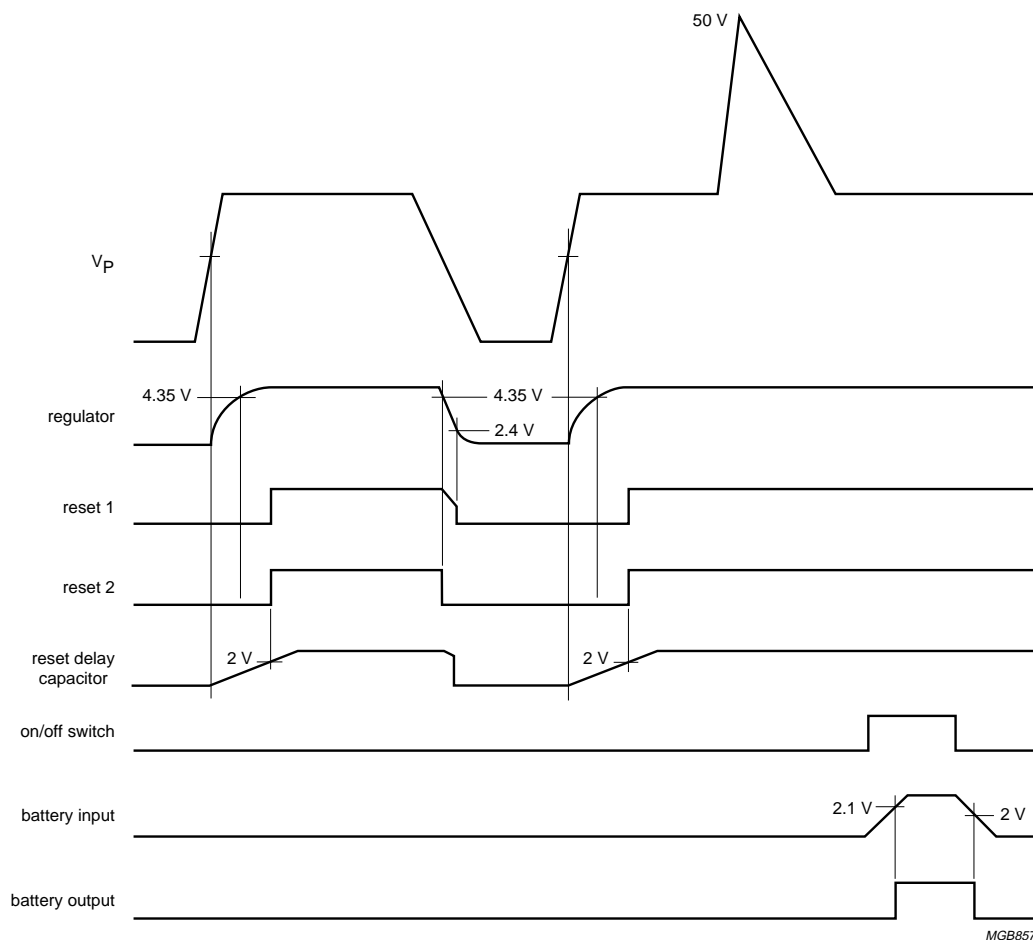 50 V
VP
4.35 V
4.35 V
regulator
2.4 V
reset 1
reset 2
2 V
2 V
reset delay
capacitor
on/off switch
battery input
2.1 V
2 V
battery output
MGB857